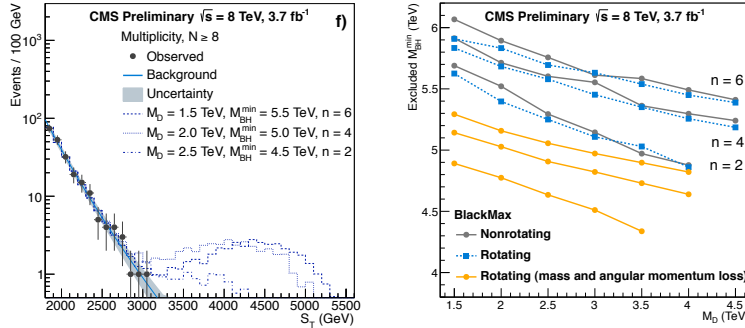 CMS Preliminary √s = 8 TeV, 3.7 fb⁻¹
f)
Multiplicity, N ≥ 8
Observed
Background
Uncertainty
M_D = 1.5 TeV, M_BH^min = 5.5 TeV, n = 6
M_D = 2.0 TeV, M_BH^min = 5.0 TeV, n = 4
M_D = 2.5 TeV, M_BH^min = 4.5 TeV, n = 2
Events / 100 GeV
10³
10²
10
1
2000 3000 4100 4500 5500
S_T (GeV)
CMS Preliminary √s = 8 TeV, 3.7 fb⁻¹
Excluded M_BH^min (TeV)
6
5.5
5
4.5
4
n = 6
n = 4
n = 2
BlackMax
Nonrotating
Rotating
Rotating (mass and angular momentum loss)
1.5 2 2.5 3 3.5 4 4.5
M_D (TeV)